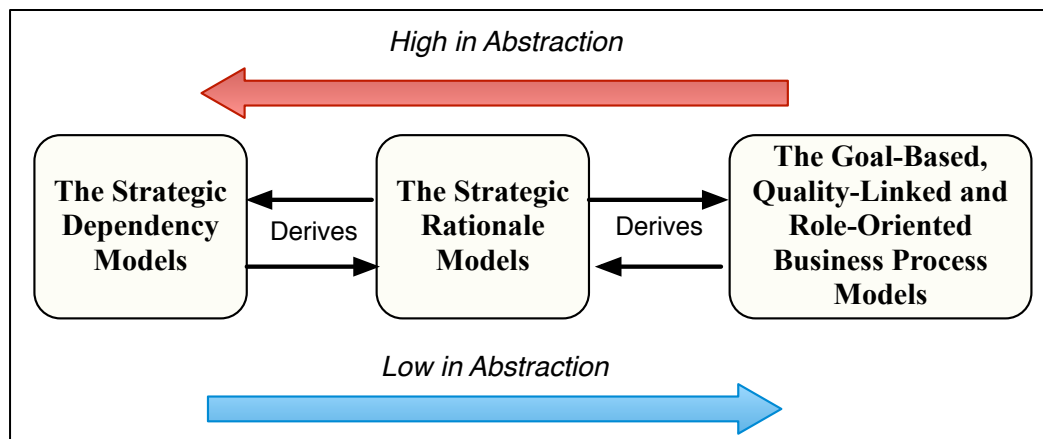 High in Abstraction
The Strategic
Dependency
Models
Derives
The Strategic
Rationale
Models
Derives
The Goal-Based,
Quality-Linked and
Role-Oriented
Business Process
Models
Low in Abstraction